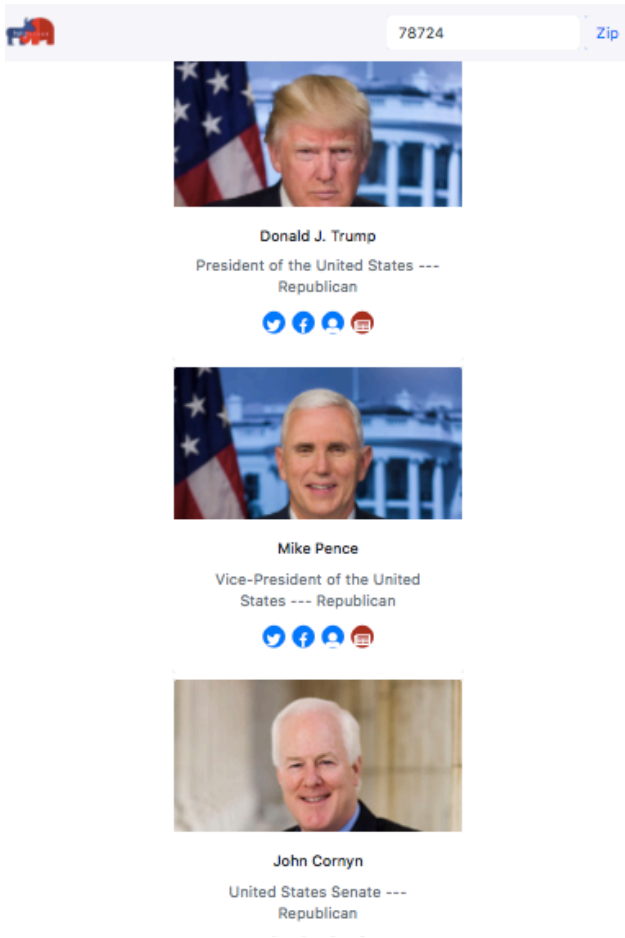 78724
Zip
Donald J. Trump
President of the United States ---
Republican
Mike Pence
Vice-President of the United
States --- Republican
John Cornyn
United States Senate ---
Republican